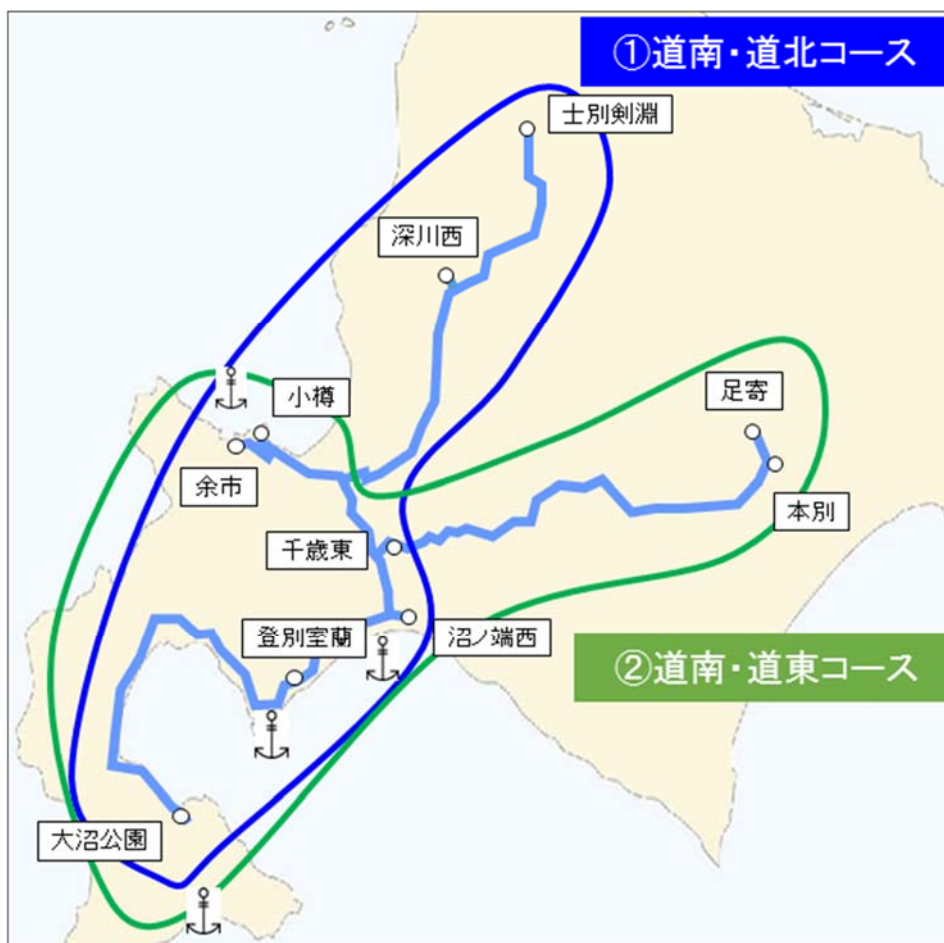 ①道南・道北コース
士別剣淵
深川西
足寄
小樽
余市
本別
千歳東
登別室蘭
沼ノ端西
②道南・道東コース
大沼公園